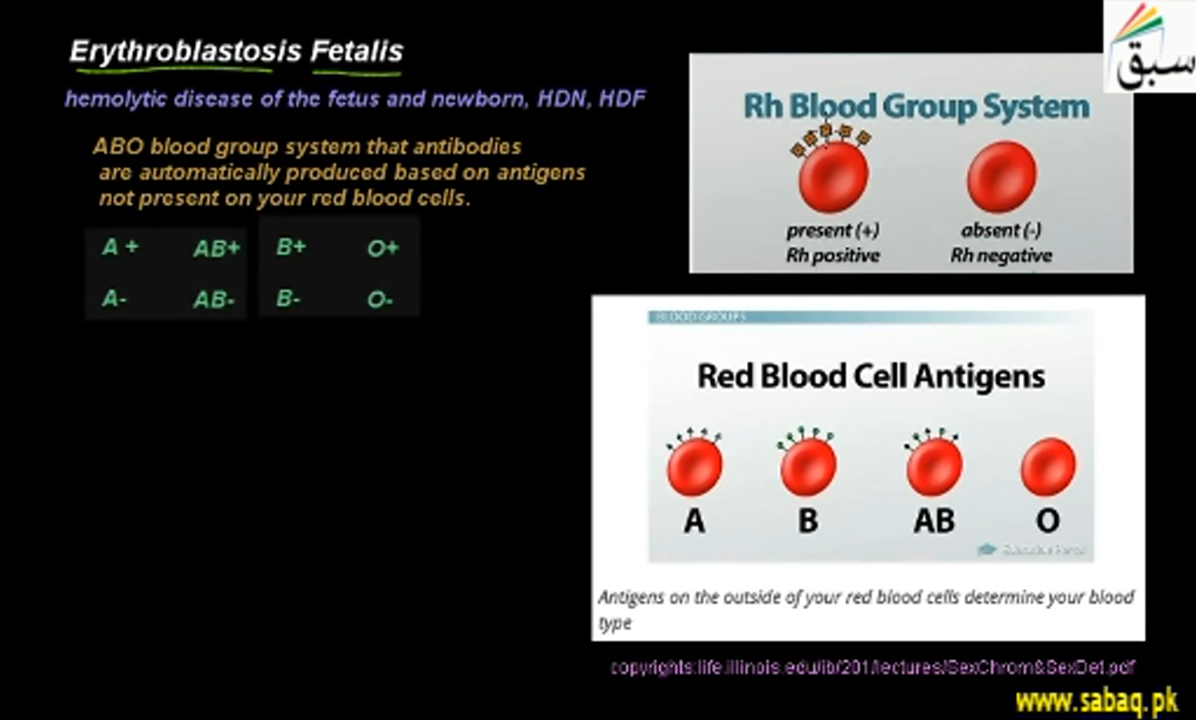 Erythroblastosis Fetalis
hemolytic disease of the fetus and newborn, HDN, HDF
ABO blood group system that antibodies
are automatically produced based on antigens
not present on your red blood cells.
A + AB+ B+ O+
A- AB- B- O-
سبق
Rh Blood Group System
present (+) absent (-)
Rh positive Rh negative
BLOOD GROUPS
Red Blood Cell Antigens
A B AB O
Education Portal
Antigens on the outside of your red blood cells determine your blood
type
copyrights:life.illinois.edu/ib/201/lectures/SexChrom&SexDet.pdf
www.sabaq.pk